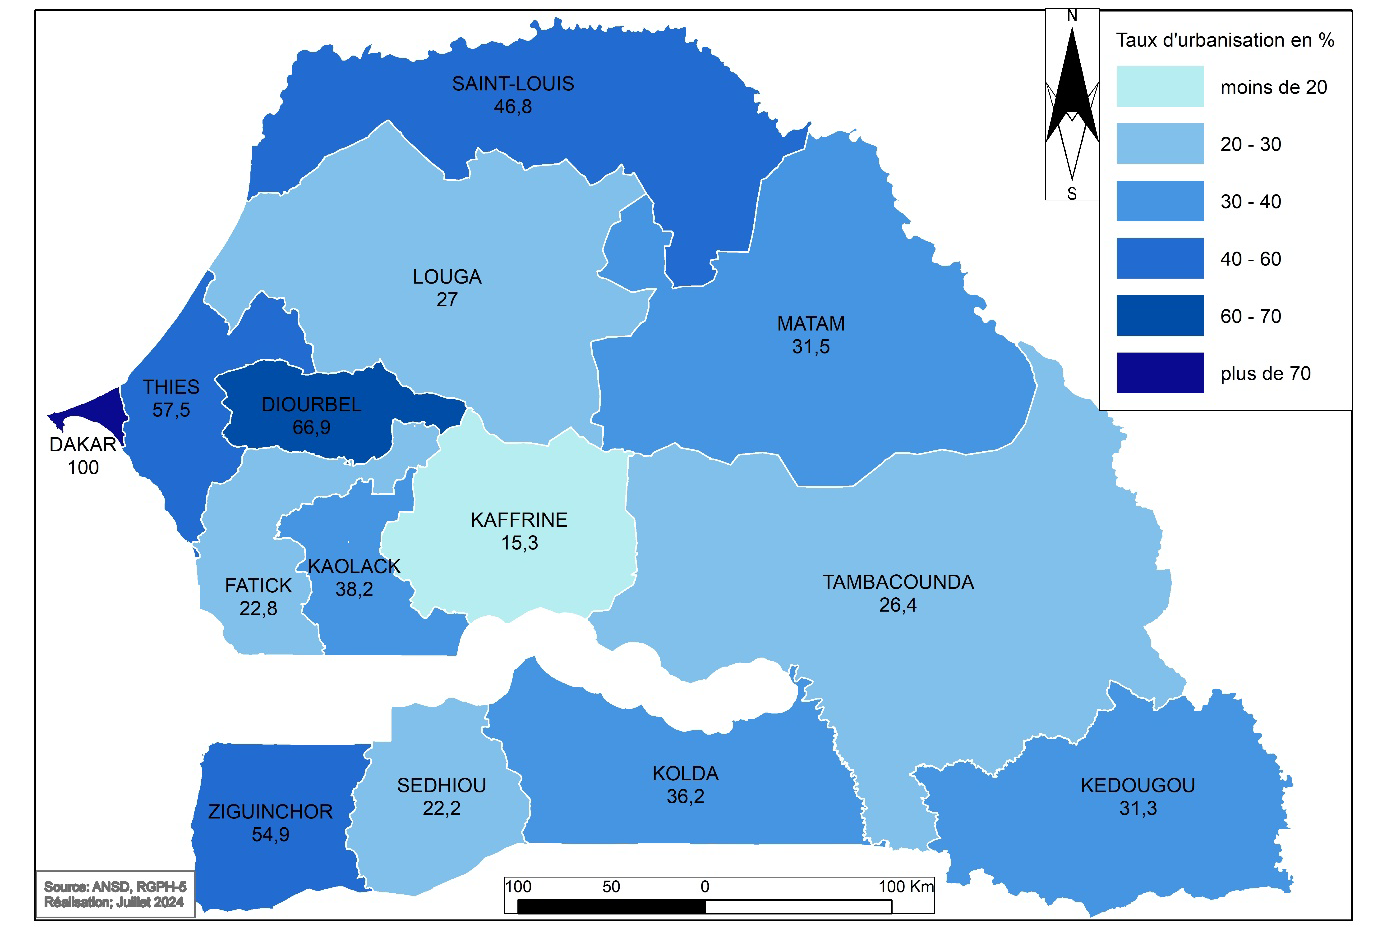 N
S
Taux d'urbanisation en %
moins de 20
20 - 30
30 - 40
40 - 60
60 - 70
plus de 70
SAINT-LOUIS
46,8
LOUGA
27
MATAM
31,5
THIES
57,5
DIOURBEL
66,9
DAKAR
100
KAFFRINE
15,3
KAOLACK
38,2
FATICK
22,8
TAMBACOUNDA
26,4
KOLDA
36,2
SEDHIOU
22,2
KEDOUGOU
31,3
ZIGUINCHOR
54,9
Source: ANSD, RGPH-5
Réalisation; Juillet 2024
100 50 0 100 Km